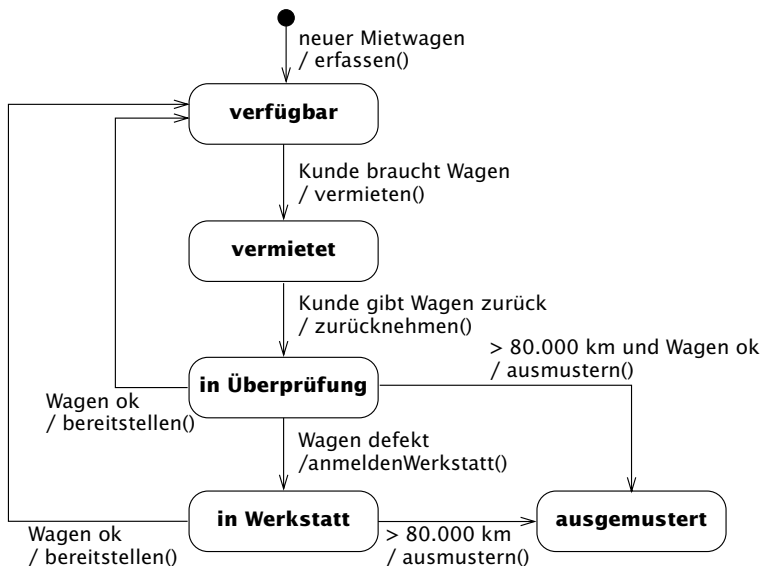 neuer Mietwagen
/ erfassen()
verfügbar
Kunde braucht Wagen
/ vermieten()
vermietet
Kunde gibt Wagen zurück
/ zurücknehmen()
> 80.000 km und Wagen ok
/ ausmustern()
in Überprüfung
Wagen ok
/ bereitstellen()
Wagen defekt
/anmeldenWerkstatt()
in Werkstatt
ausgemustert
Wagen ok
/ bereitstellen()
> 80.000 km
/ ausmustern()